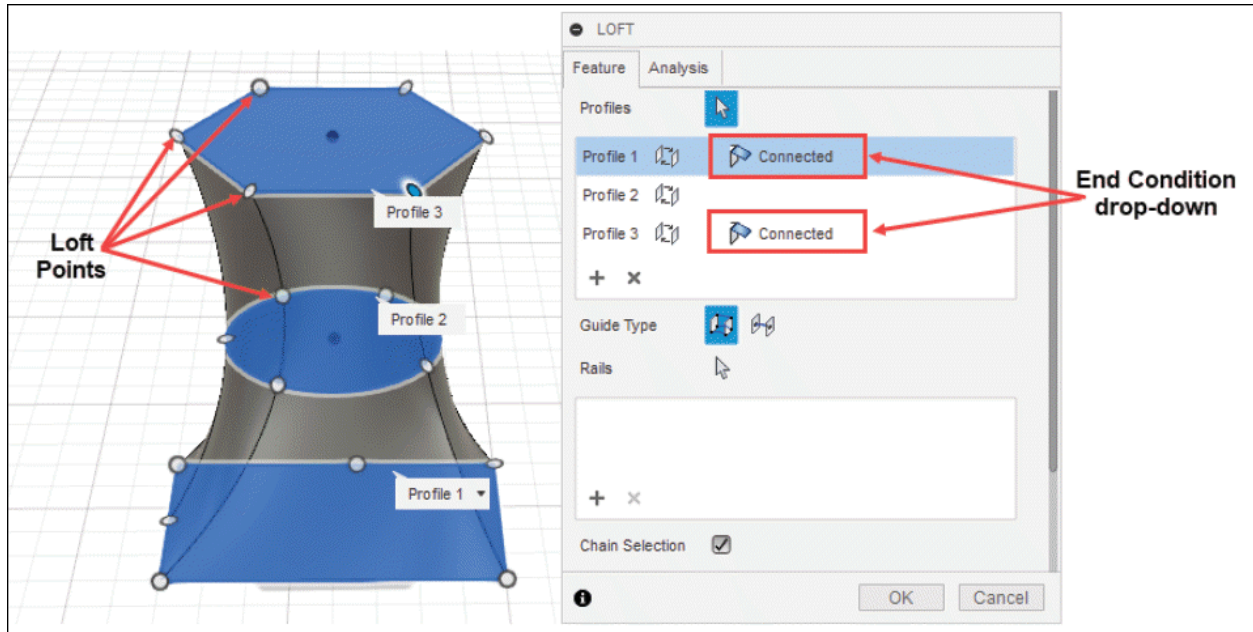 Loft
Points
Profile 3
Profile 2
Profile 1
LOFT
Feature Analysis
Profiles
Profile 1 Connected
Profile 2
Profile 3 Connected
Guide Type
Rails
Chain Selection
OK Cancel
End Condition
drop-down